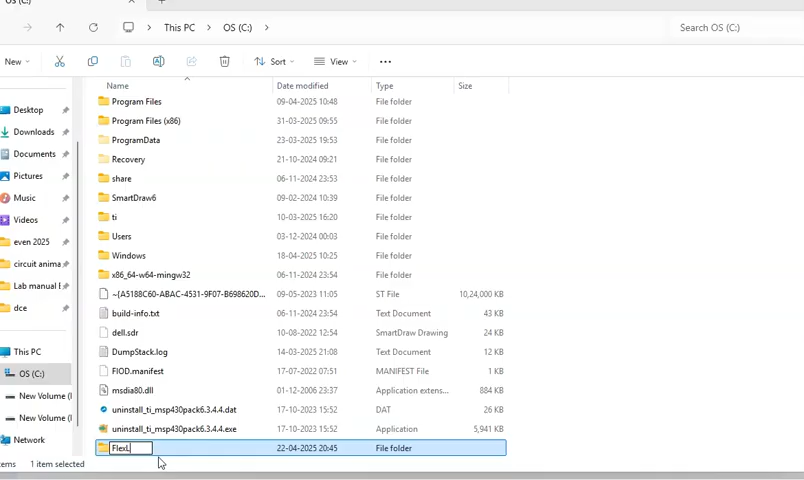 OS (C:)
This PC > OS (C:) >
Search OS (C:)
New
Sort
View
Name
Date modified
Type
Size
Desktop
Downloads
Documents
Pictures
Music
Videos
even 2025
circuit anima
Lab manual E
dce
This PC
OS (C:)
New Volume (I
New Volume (I
Network
Program Files 09-04-2025 10:48 File folder
Program Files (x86) 31-03-2025 09:55 File folder
ProgramData 23-03-2025 19:53 File folder
Recovery 21-10-2024 09:21 File folder
share 06-11-2024 23:53 File folder
SmartDraw6 09-02-2024 10:39 File folder
ti 10-03-2025 16:20 File folder
Users 03-12-2024 00:03 File folder
Windows 18-04-2025 10:25 File folder
x86_64-w64-mingw32 06-11-2024 23:54 File folder
~{A5188C60-ABAC-4531-9F07-B698620D... 09-05-2023 11:05 ST File 10,24,000 KB
build-info.txt 06-11-2024 23:54 Text Document 43 KB
dell.sdr 10-08-2022 12:54 SmartDraw Drawing 24 KB
DumpStack.log 14-03-2025 21:08 Text Document 12 KB
FIOD.manifest 17-07-2022 07:51 MANIFEST File 1 KB
msdia80.dll 01-12-2006 23:37 Application extens... 884 KB
uninstall_ti_msp430pack6.3.4.4.dat 17-10-2023 15:52 DAT 26 KB
uninstall_ti_msp430pack6.3.4.4.exe 17-10-2023 15:52 Application 5,941 KB
FlexL 22-04-2025 20:45 File folder
tems 1 item selected